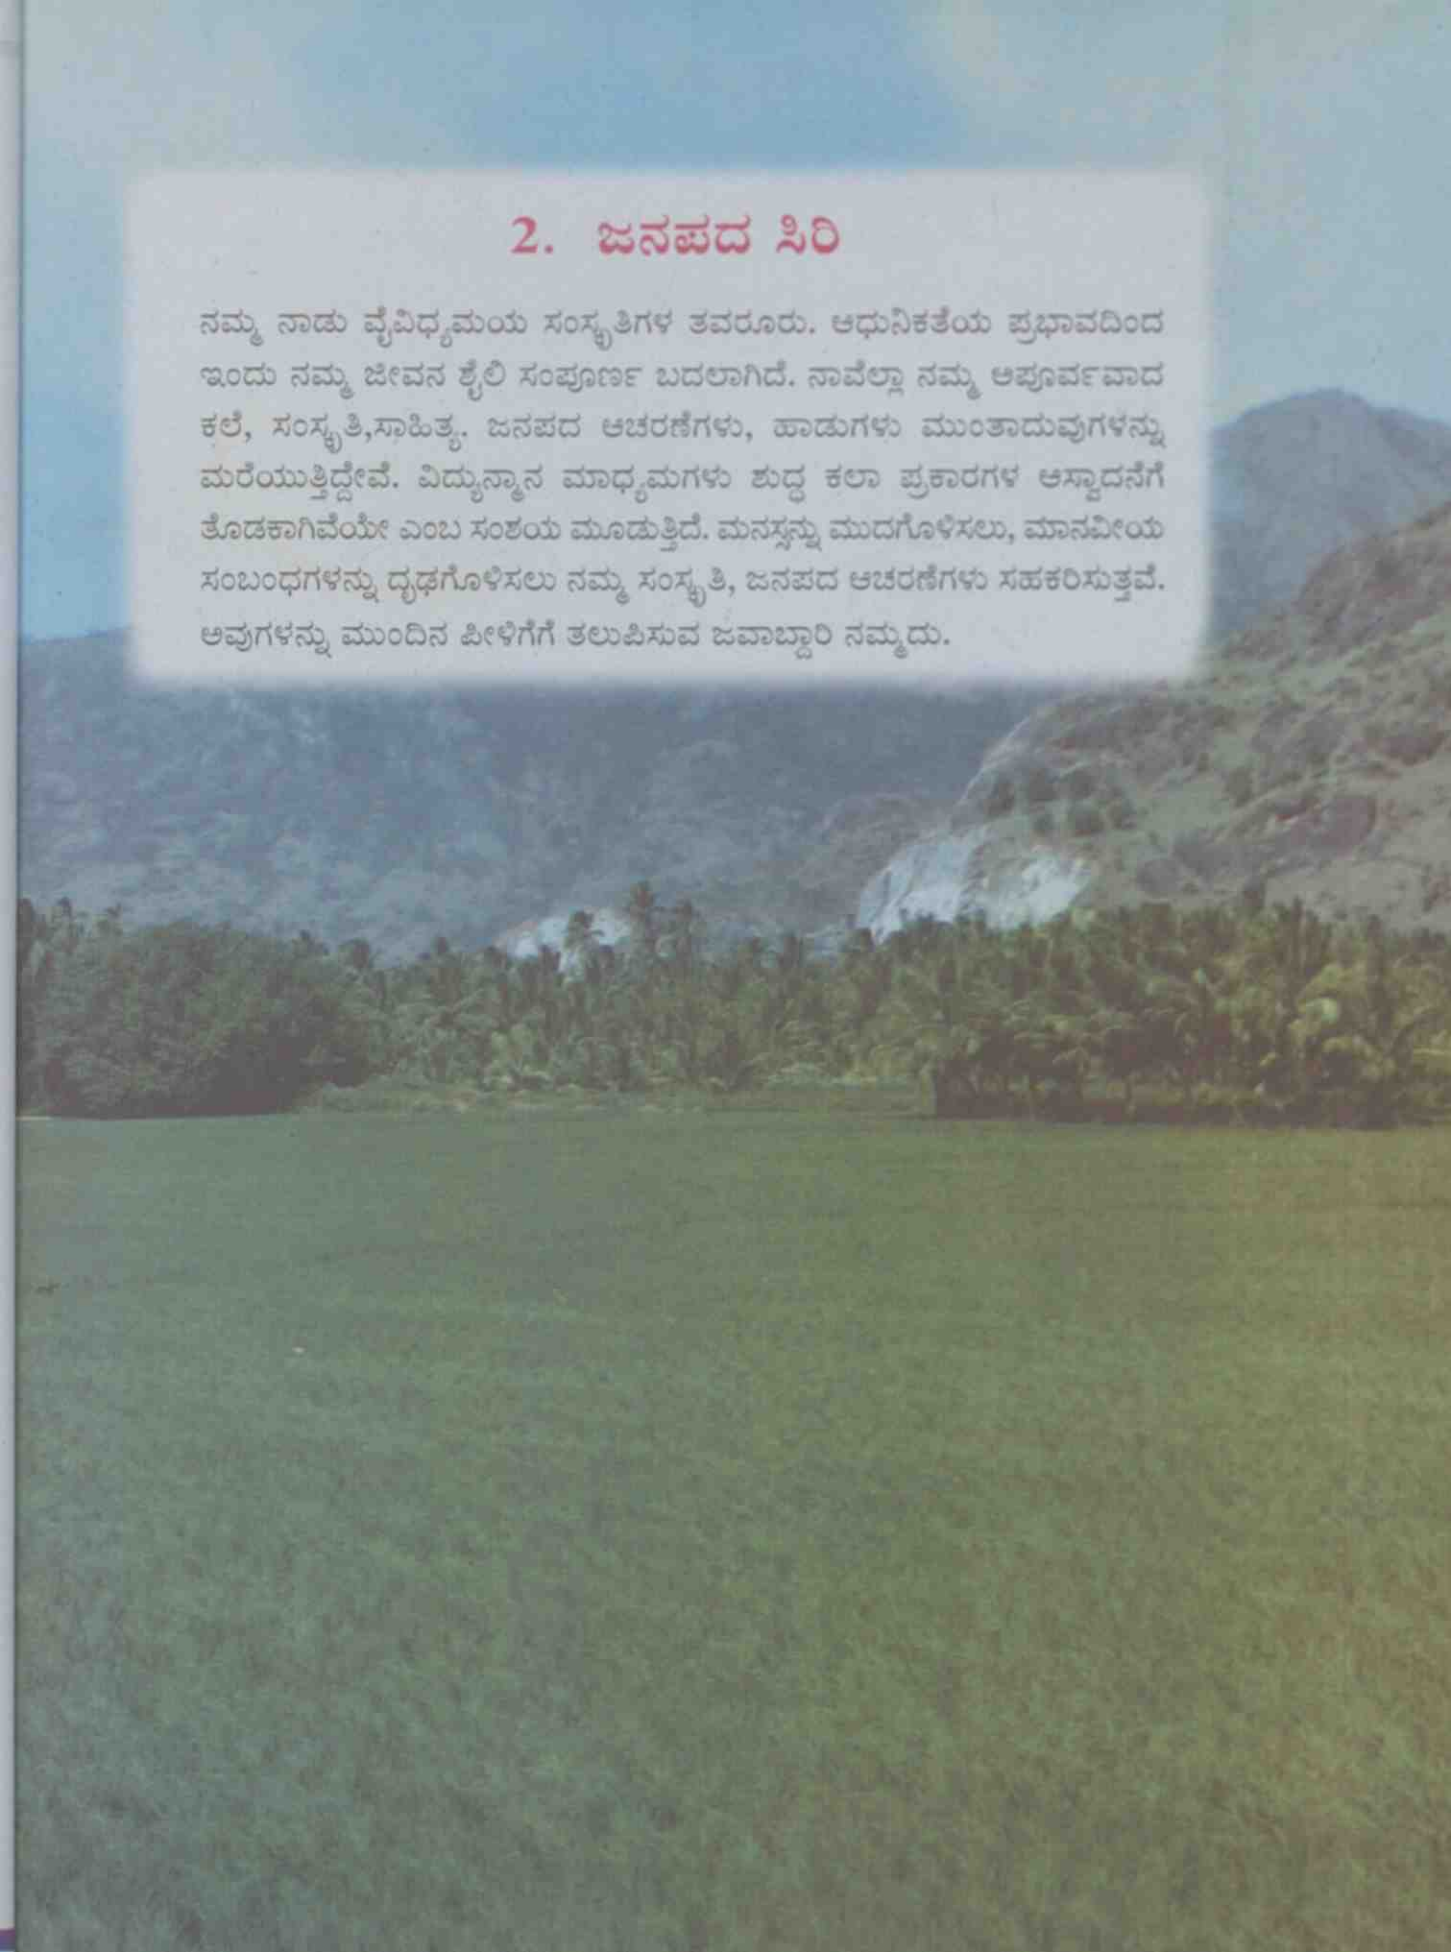 2. ಜನಪದ ಸಿರಿ
ನಮ್ಮ ನಾಡು ವೈವಿಧ್ಯಮಯ ಸಂಸ್ಕೃತಿಗಳ ತವರೂರು. ಆಧುನಿಕತೆಯ ಪ್ರಭಾವದಿಂದ
ಇಂದು ನಮ್ಮ ಜೀವನ ಶೈಲಿ ಸಂಪೂರ್ಣ ಬದಲಾಗಿದೆ. ನಾವೆಲ್ಲಾ ನಮ್ಮ ಅಪೂರ್ವವಾದ
ಕಲೆ, ಸಂಸ್ಕೃತಿ,ಸಾಹಿತ್ಯ. ಜನಪದ ಆಚರಣೆಗಳು, ಹಾಡುಗಳು ಮುಂತಾದುವುಗಳನ್ನು
ಮರೆಯುತ್ತಿದ್ದೇವೆ. ವಿದ್ಯುನ್ಮಾನ ಮಾಧ್ಯಮಗಳು ಶುದ್ಧ ಕಲಾ ಪ್ರಕಾರಗಳ ಆಸ್ವಾದನೆಗೆ
ತೊಡಕಾಗಿವೆಯೇ ಎಂಬ ಸಂಶಯ ಮೂಡುತ್ತಿದೆ. ಮನಸ್ಸನ್ನು ಮುದಗೊಳಿಸಲು, ಮಾನವೀಯ
ಸಂಬಂಧಗಳನ್ನು ದೃಢಗೊಳಿಸಲು ನಮ್ಮ ಸಂಸ್ಕೃತಿ, ಜನಪದ ಆಚರಣೆಗಳು ಸಹಕರಿಸುತ್ತವೆ.
ಅವುಗಳನ್ನು ಮುಂದಿನ ಪೀಳಿಗೆಗೆ ತಲುಪಿಸುವ ಜವಾಬ್ದಾರಿ ನಮ್ಮದು.